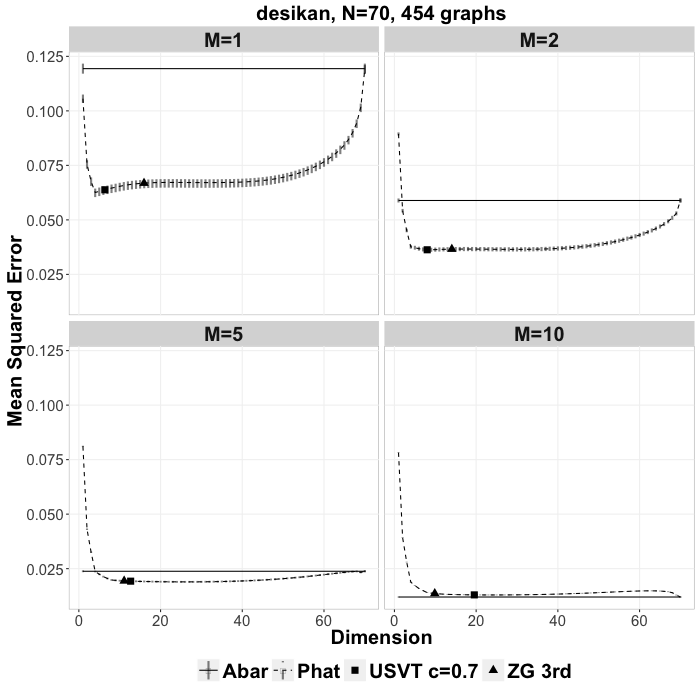 desikan, N=70, 454 graphs
M=1
M=2
0.125
0.100
0.075
0.050
0.025
M=5
M=10
0.125
0.100
0.075
0.050
0.025
Mean Squared Error
0 20 40 60
0 20 40 60
Dimension
Abar Phat USVT c=0.7 ZG 3rd